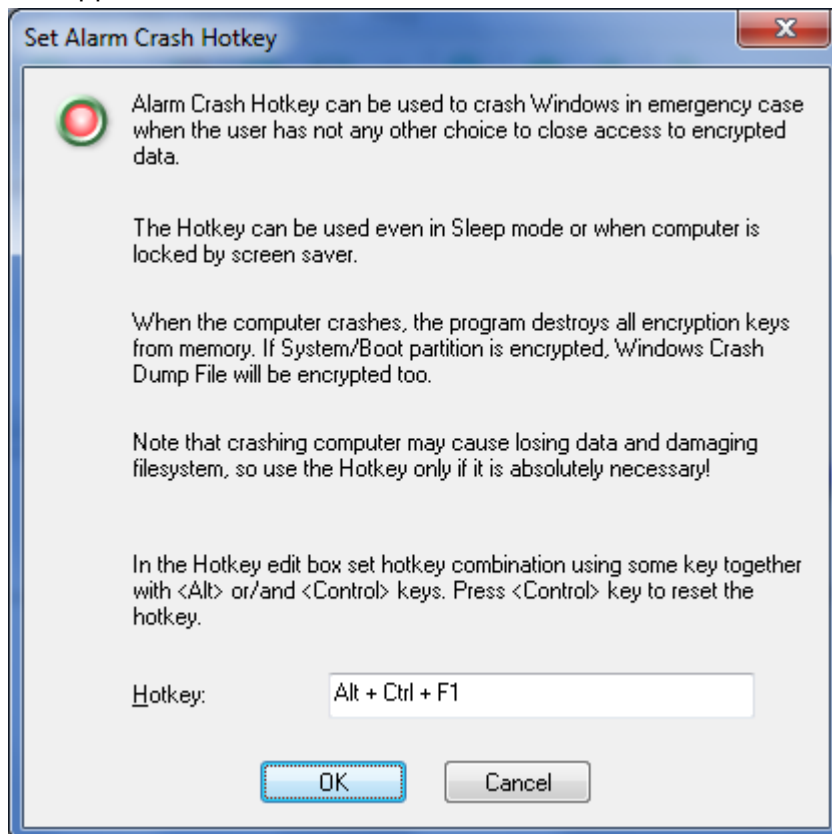 Set Alarm Crash Hotkey
Alarm Crash Hotkey can be used to crash Windows in emergency case
when the user has not any other choice to close access to encrypted
data.
The Hotkey can be used even in Sleep mode or when computer is
locked by screen saver.
When the computer crashes, the program destroys all encryption keys
from memory. If System/Boot partition is encrypted, Windows Crash
Dump File will be encrypted too.
Note that crashing computer may cause losing data and damaging
filesystem, so use the Hotkey only if it is absolutely necessary!
In the Hotkey edit box set hotkey combination using some key together
with <Alt> or/and <Control> keys. Press <Control> key to reset the
hotkey.
Hotkey: Alt + Ctrl + F1
OK Cancel